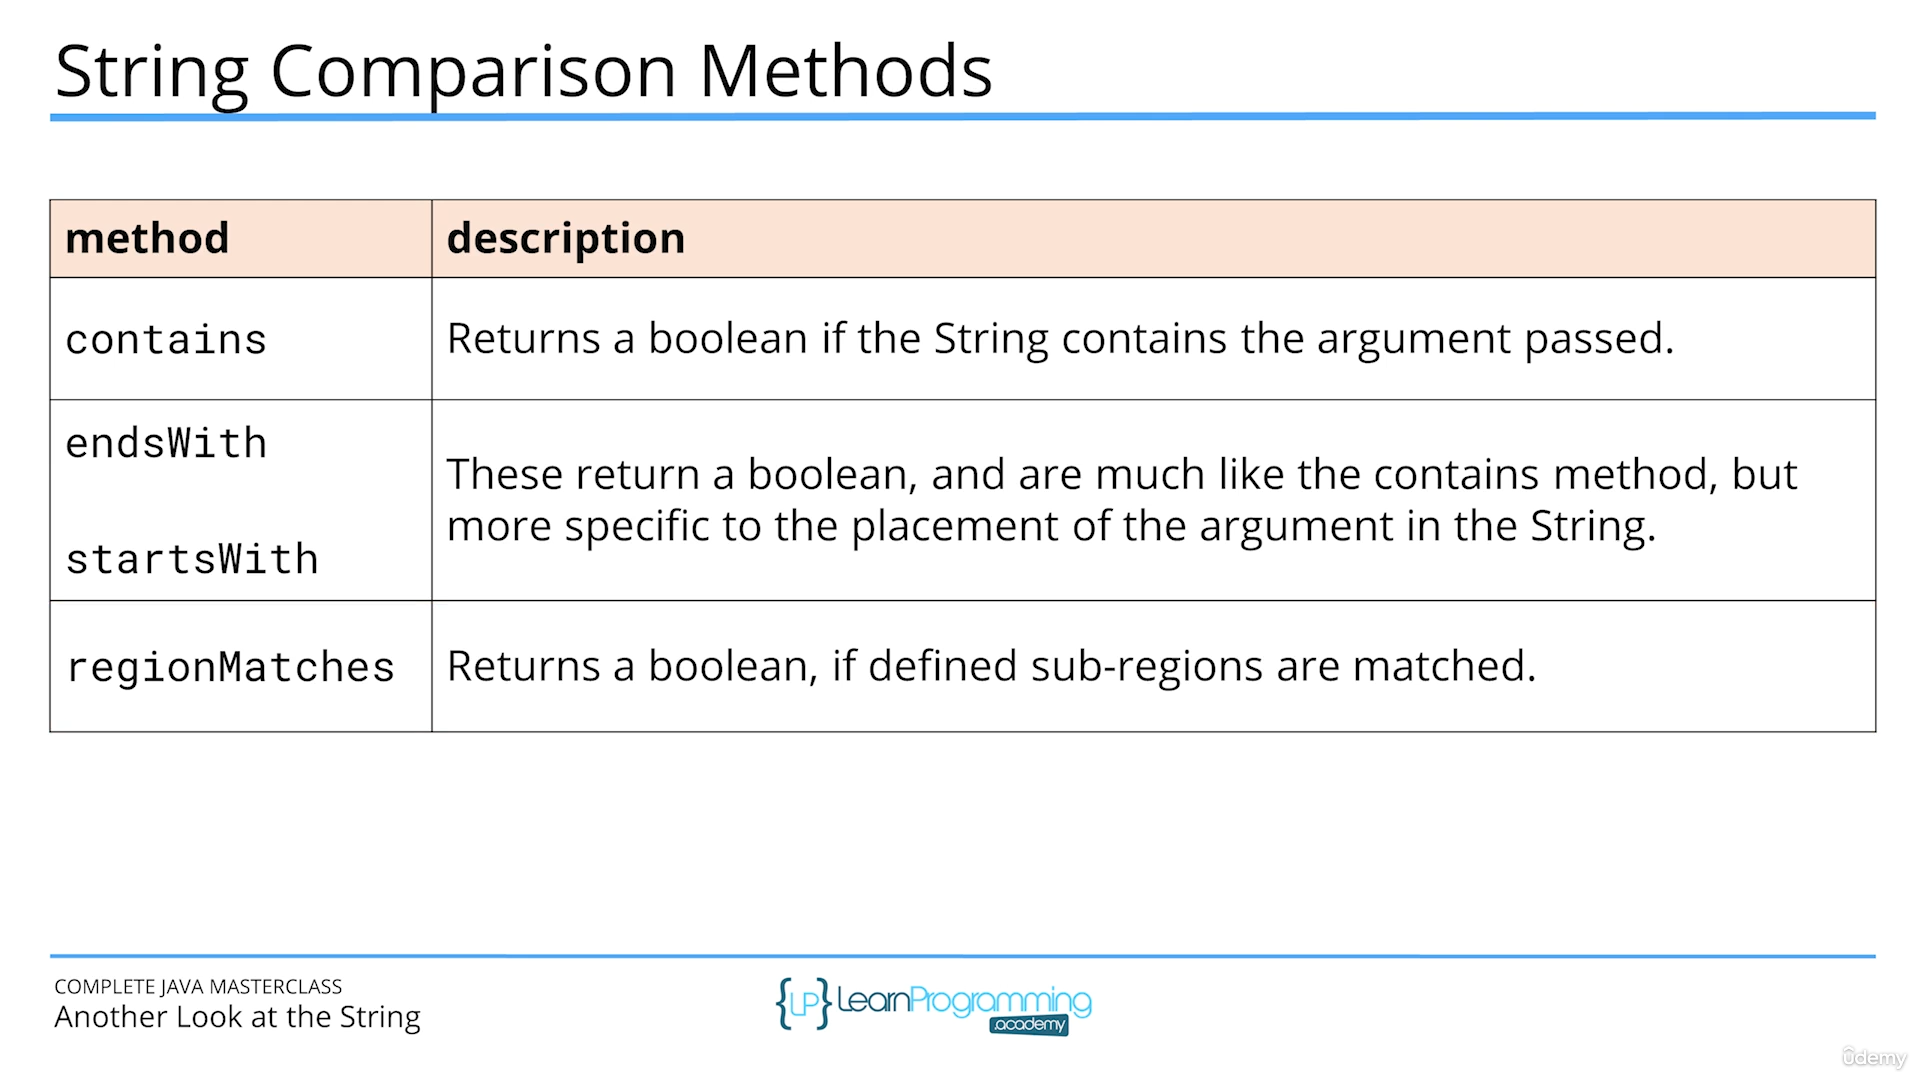 String Comparison Methods
method
description
contains
Returns a boolean if the String contains the argument passed.
endsWith
startsWith
These return a boolean, and are much like the contains method, but
more specific to the placement of the argument in the String.
regionMatches
Returns a boolean, if defined sub-regions are matched.
COMPLETE JAVA MASTERCLASS
Another Look at the String
{LP} LearnProgramming
.academy
ûdemy